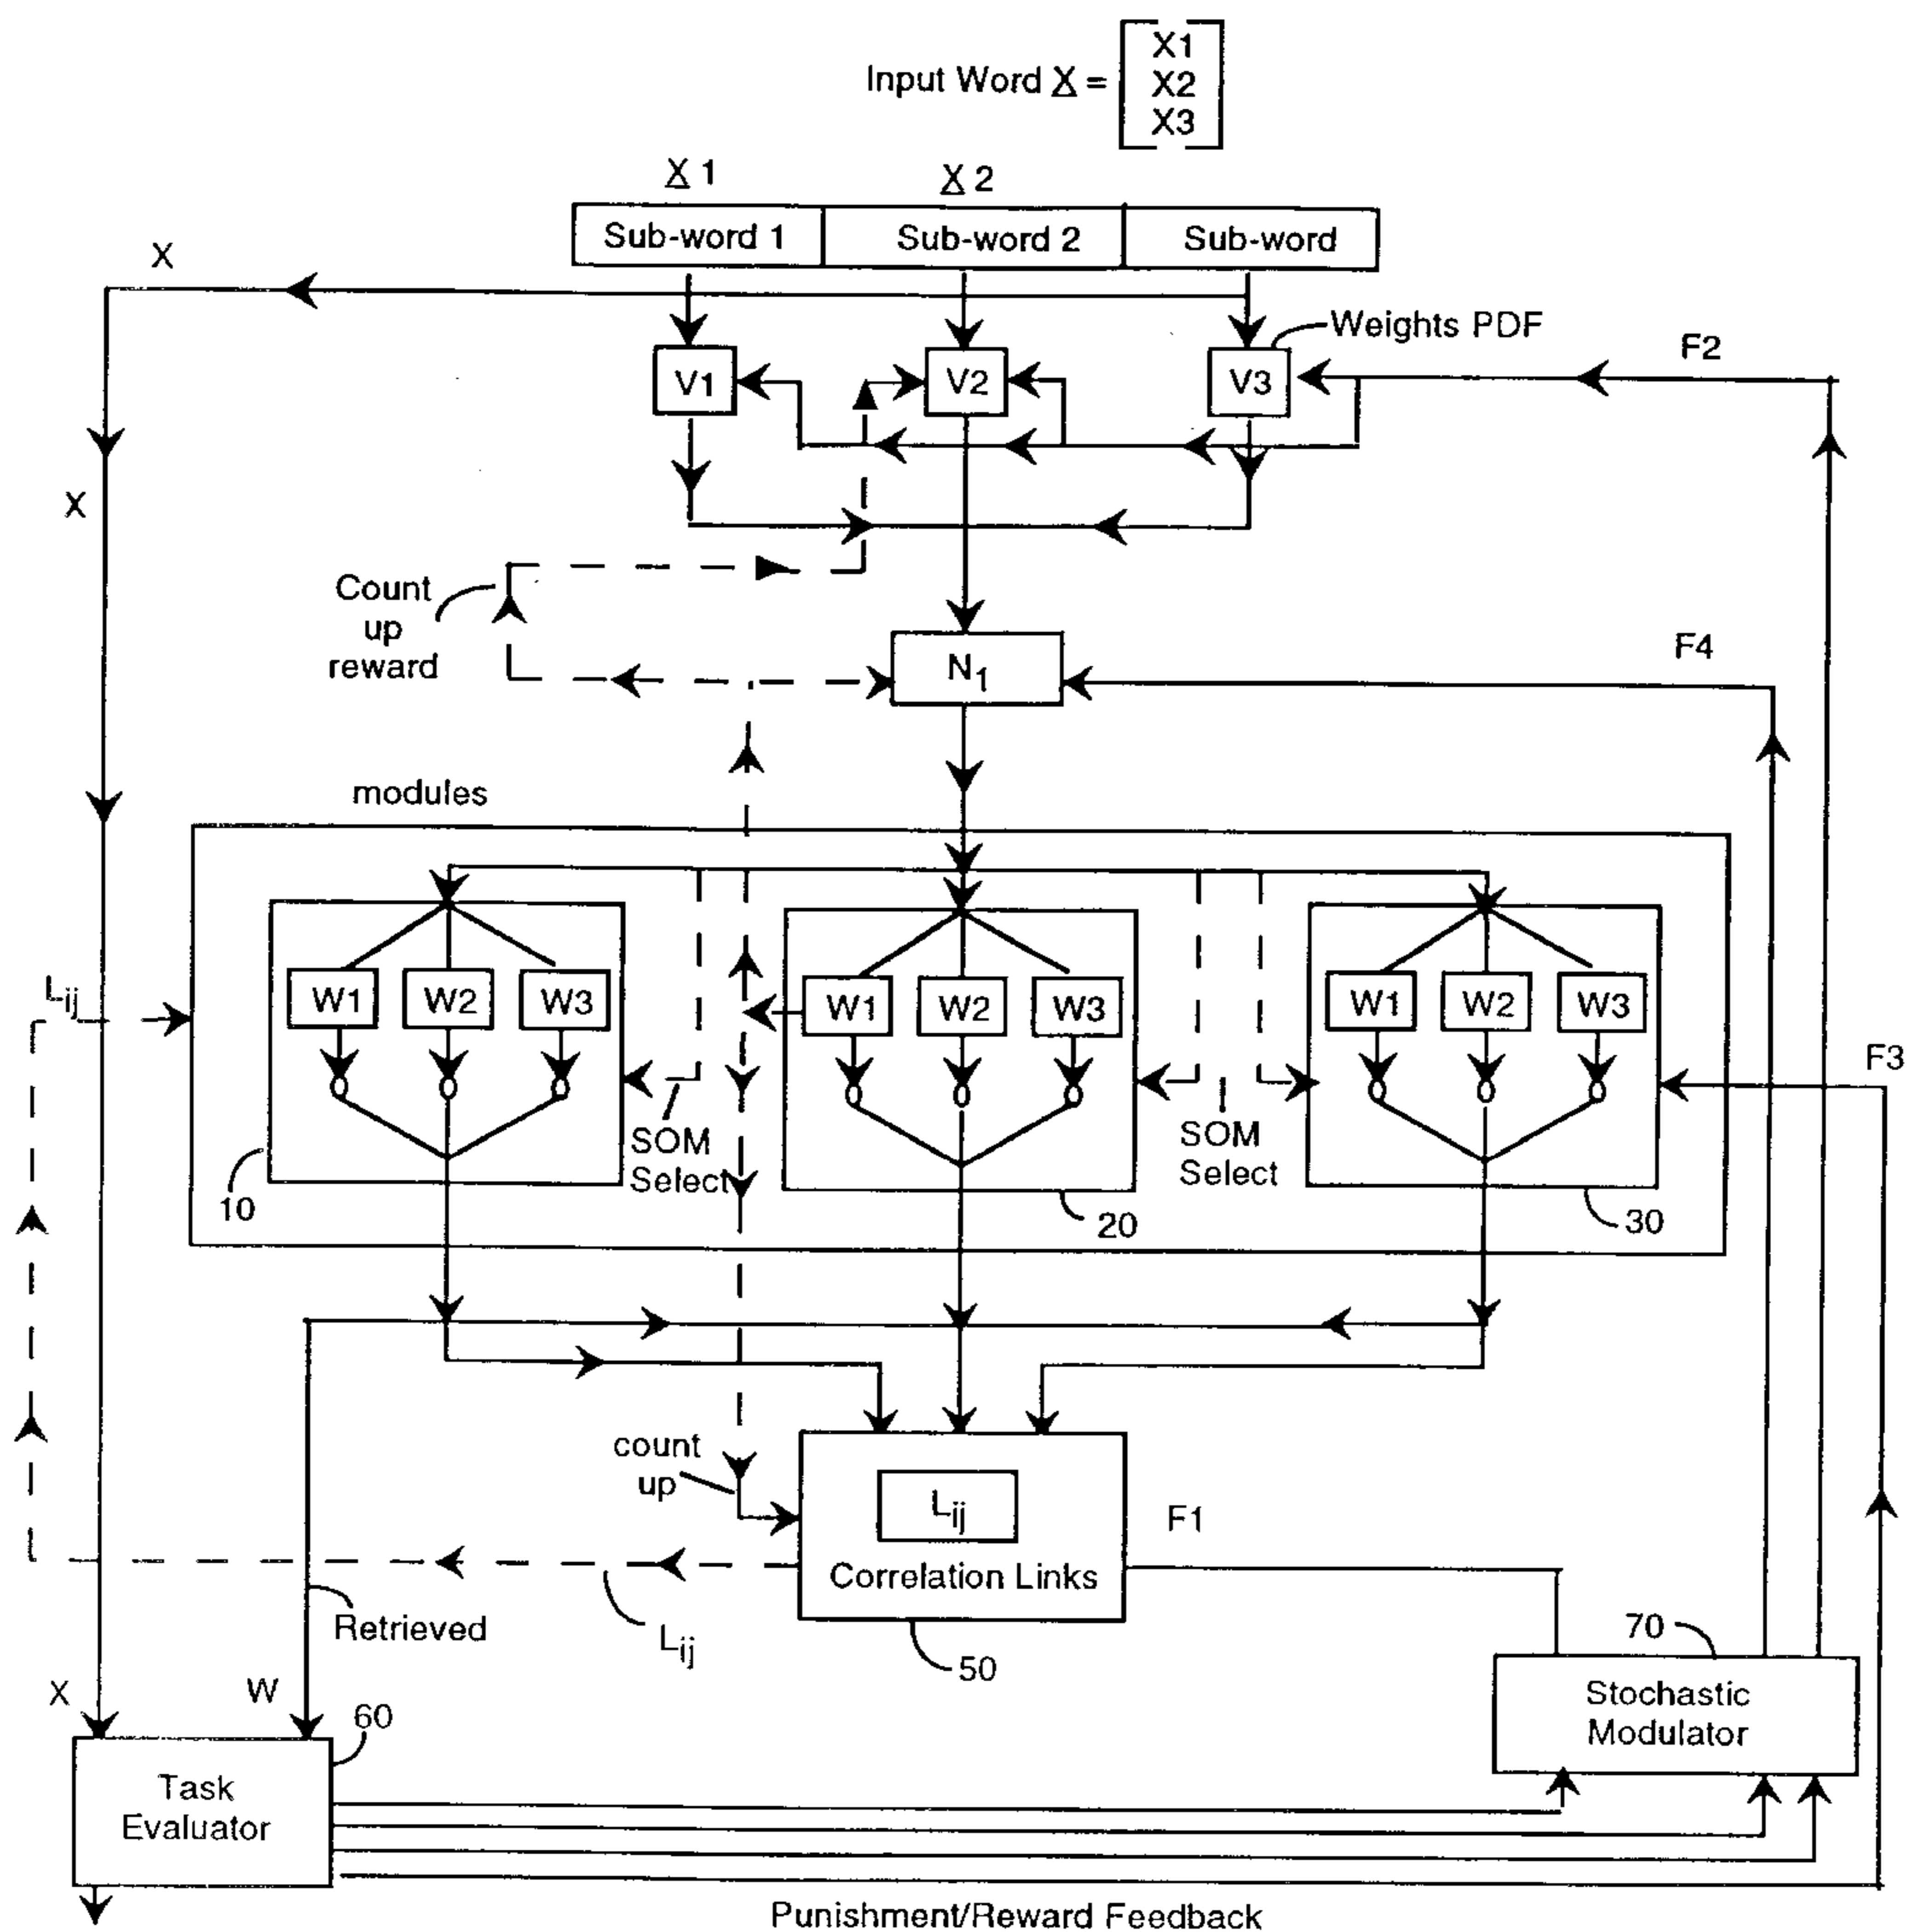 Input Word X =
X1
X2
X3
X 1
X 2
Sub-word 1
Sub-word 2
Sub-word
X
Weights PDF
F2
V1
V2
V3
X
Count
up
reward
N1
F4
modules
Lij
W1
W2
W3
W1
W2
W3
W1
W2
W3
F3
SOM
Select
SOM
Select
10
20
30
count
up
Lij
F1
Correlation Links
Retrieved
Lij
50
70
X
W
60
Stochastic
Modulator
Task
Evaluator
Punishment/Reward Feedback